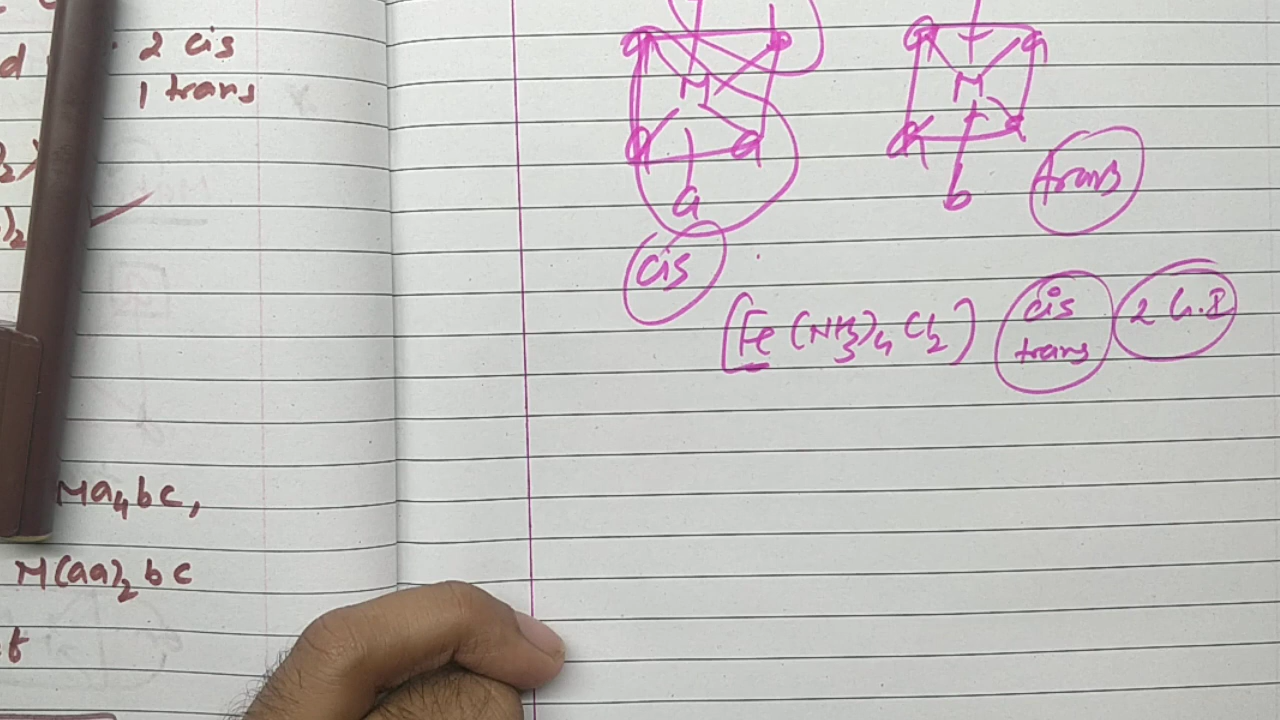 d
2 cis
1 trans
Ma₄bc,
M(aa)₂bc
a b
M
a a
a
cis
a a
M
a a
b
trans
[Fe(NH₃)₄Cl₂] cis trans 2 G.I